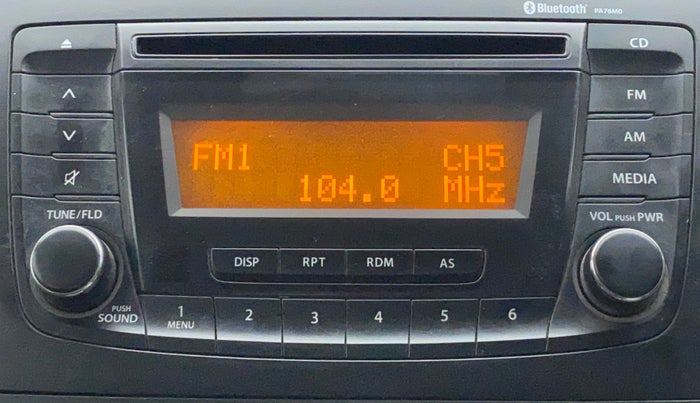 Bluetooth PA76M0
CD
FM
AM
MEDIA
FM1 CH5
104.0 MHz
TUNE/FLD
VOL PUSH PWR
DISP RPT RDM AS
PUSH
SOUND
1 2 3 4 5 6
MENU